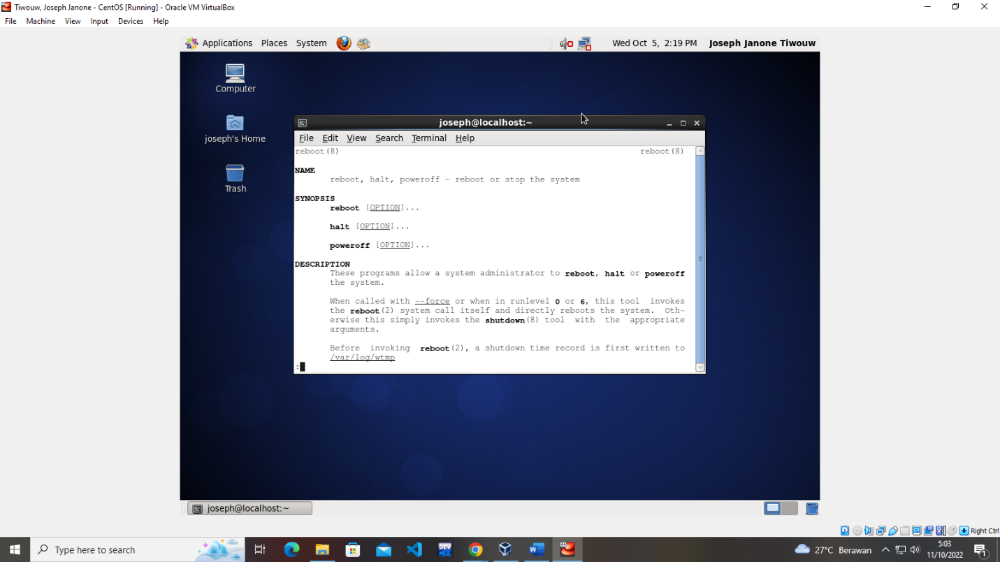 Tiwouw, Joseph Janone - CentOS [Running] - Oracle VM VirtualBox
File Machine View Input Devices Help
Applications Places System Wed Oct 5, 2:19 PM Joseph Janone Tiwouw
Computer
joseph's Home
Trash
joseph@localhost:~
File Edit View Search Terminal Help
reboot(8) reboot(8)
NAME
reboot, halt, poweroff - reboot or stop the system
SYNOPSIS
reboot [OPTION]...
halt [OPTION]...
poweroff [OPTION]...
DESCRIPTION
These programs allow a system administrator to reboot, halt or poweroff
the system.
When called with --force or when in runlevel 0 or 6, this tool invokes
the reboot(2) system call itself and directly reboots the system. Oth-
erwise this simply invokes the shutdown(8) tool with the appropriate
arguments.
Before invoking reboot(2), a shutdown time record is first written to
/var/log/wtmp
:
joseph@localhost:~
Right Ctrl
Type here to search
DEV
27°C Berawan
5:03
11/10/2022
1